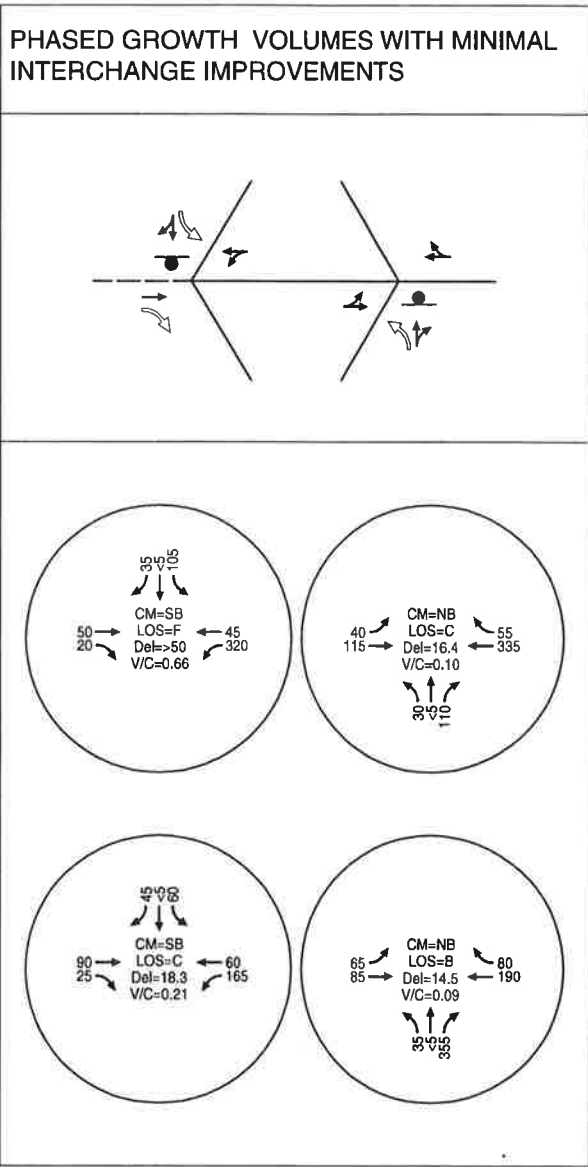 PHASED GROWTH VOLUMES WITH MINIMAL
INTERCHANGE IMPROVEMENTS
35 <5 105
CM=SB
50 LOS=F 45
20 Del=>50 320
V/C=0.66
CM=NB
40 LOS=C 55
115 Del=16.4 335
V/C=0.10
30 <5 110
45 <5 60
CM=SB
90 LOS=C 60
25 Del=18.3 165
V/C=0.21
CM=NB
65 LOS=B 80
85 Del=14.5 190
V/C=0.09
35 <5 355